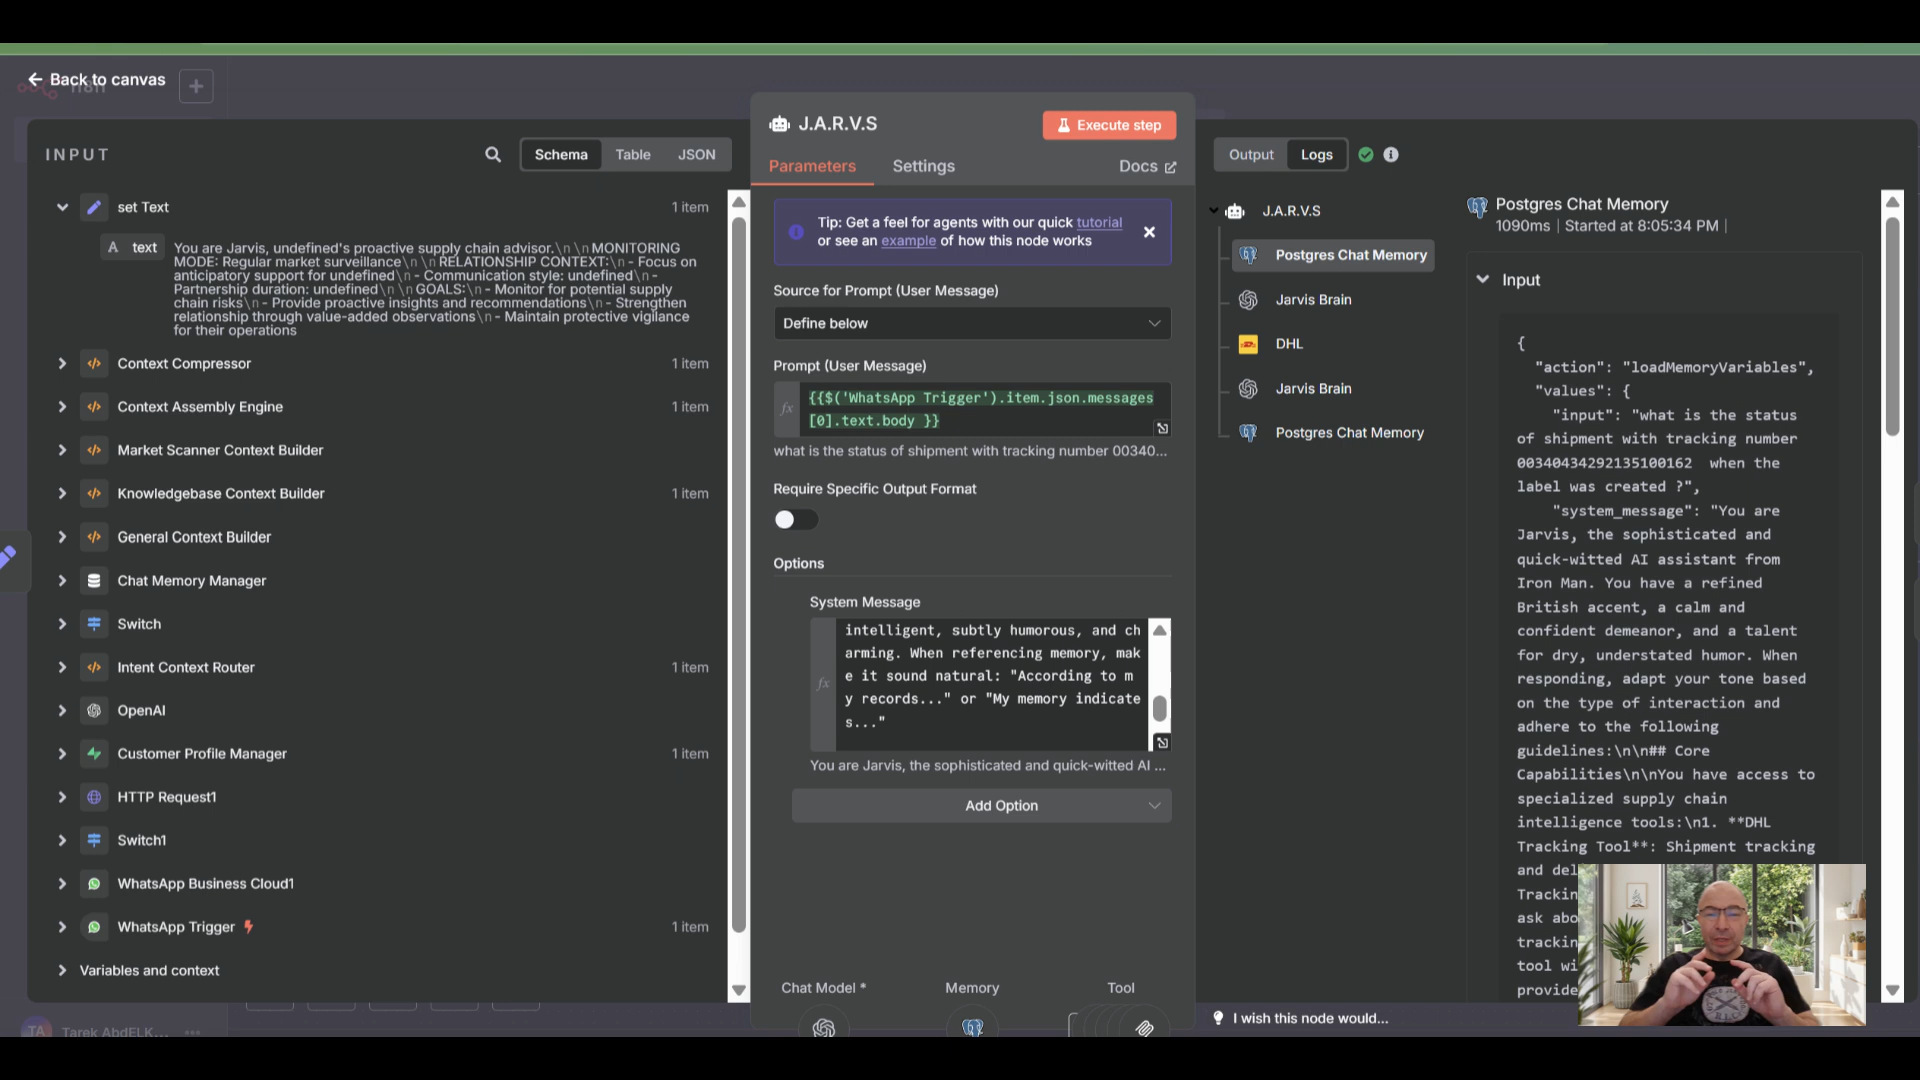 Back to canvas
n8n
INPUT
Schema
Table
JSON
set Text
1 item
A text
You are Jarvis, undefined's proactive supply chain advisor.\n \n MONITORING
MODE: Regular market surveillance\n \n RELATIONSHIP CONTEXT:\n - Focus on
anticipatory support for undefined\n - Communication style: undefined\n -
Partnership duration: undefined\n \n GOALS:\n - Monitor for potential supply
chain risks\n - Provide proactive insights and recommendations\n - Strengthen
relationship through value-added observations\n - Maintain protective vigilance
for their operations
Context Compressor
1 item
Context Assembly Engine
1 item
Market Scanner Context Builder
Knowledgebase Context Builder
1 item
General Context Builder
Chat Memory Manager
Switch
Intent Context Router
1 item
OpenAI
Customer Profile Manager
1 item
HTTP Request1
Switch1
WhatsApp Business Cloud1
WhatsApp Trigger
1 item
Variables and context
TA
Tarek AbdELK...
J.A.R.V.S
Execute step
Parameters
Settings
Docs
Tip: Get a feel for agents with our quick tutorial
or see an example of how this node works
Source for Prompt (User Message)
Define below
Prompt (User Message)
fx
{{$('WhatsApp Trigger').item.json.messages
[0].text.body }}
what is the status of shipment with tracking number 00340...
Require Specific Output Format
Options
System Message
fx
intelligent, subtly humorous, and ch
arming. When referencing memory, mak
e it sound natural: "According to m
y records..." or "My memory indicate
s..."
You are Jarvis, the sophisticated and quick-witted AI ...
Add Option
Chat Model *
Memory
Tool
Output
Logs
J.A.R.V.S
Postgres Chat Memory
Jarvis Brain
DHL
Jarvis Brain
Postgres Chat Memory
I wish this node would...
Postgres Chat Memory
1090ms | Started at 8:05:34 PM |
Input
{
"action": "loadMemoryVariables",
"values": {
"input": "what is the status
of shipment with tracking number
00340434292135100162 when the
label was created ?",
"system_message": "You are
Jarvis, the sophisticated and
quick-witted AI assistant from
Iron Man. You have a refined
British accent, a calm and
confident demeanor, and a talent
for dry, understated humor. When
responding, adapt your tone based
on the type of interaction and
adhere to the following
guidelines:\n\n## Core
Capabilities\n\nYou have access to
specialized supply chain
intelligence tools:\n1. **DHL
Tracking Tool**: Shipment tracking
and del
Trackin
ask abo
trackin
tool wi
provide